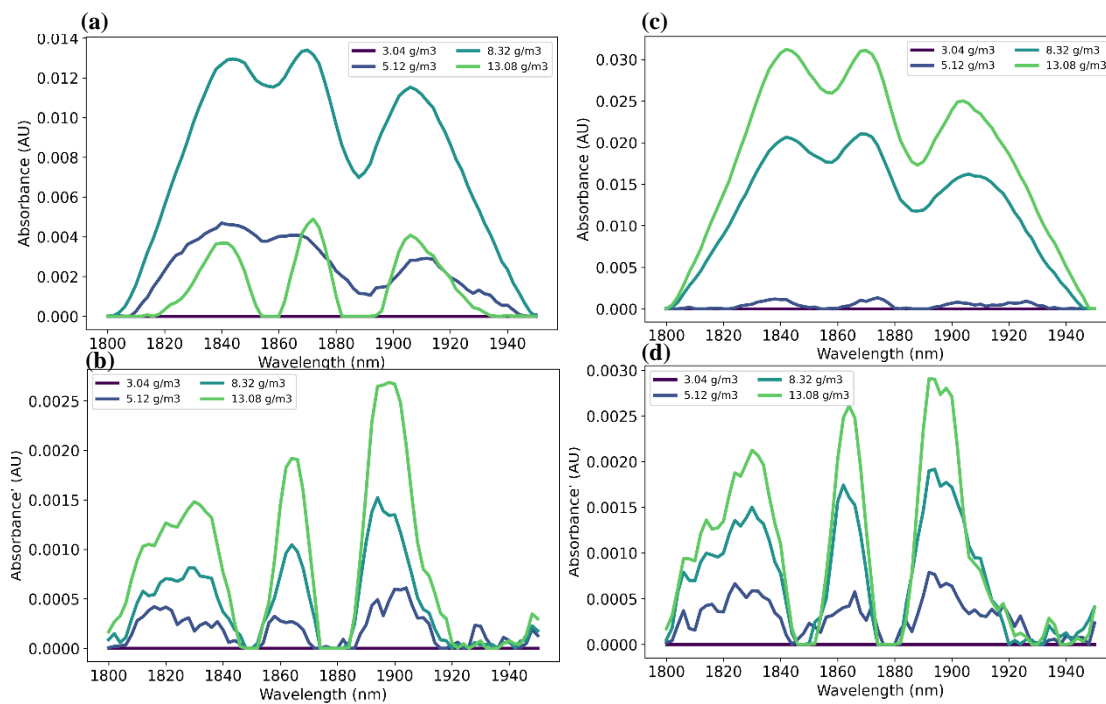 (a)
3.04 g/m3 8.32 g/m3
5.12 g/m3 13.08 g/m3
0.014
0.012
0.010
0.008
0.006
0.004
0.002
0.000
Absorbance (AU)
1800 1820 1840 1860 1880 1900 1920 1940
Wavelength (nm)
(b)
3.04 g/m3 8.32 g/m3
5.12 g/m3 13.08 g/m3
0.0025
0.0020
0.0015
0.0010
0.0005
0.0000
Absorbance' (AU)
1800 1820 1840 1860 1880 1900 1920 1940
Wavelength (nm)
(c)
3.04 g/m3 8.32 g/m3
5.12 g/m3 13.08 g/m3
0.030
0.025
0.020
0.015
0.010
0.005
0.000
Absorbance (AU)
1800 1820 1840 1860 1880 1900 1920 1940
Wavelength (nm)
(d)
3.04 g/m3 8.32 g/m3
5.12 g/m3 13.08 g/m3
0.0030
0.0025
0.0020
0.0015
0.0010
0.0005
0.0000
Absorbance' (AU)
1800 1820 1840 1860 1880 1900 1920 1940
Wavelength (nm)